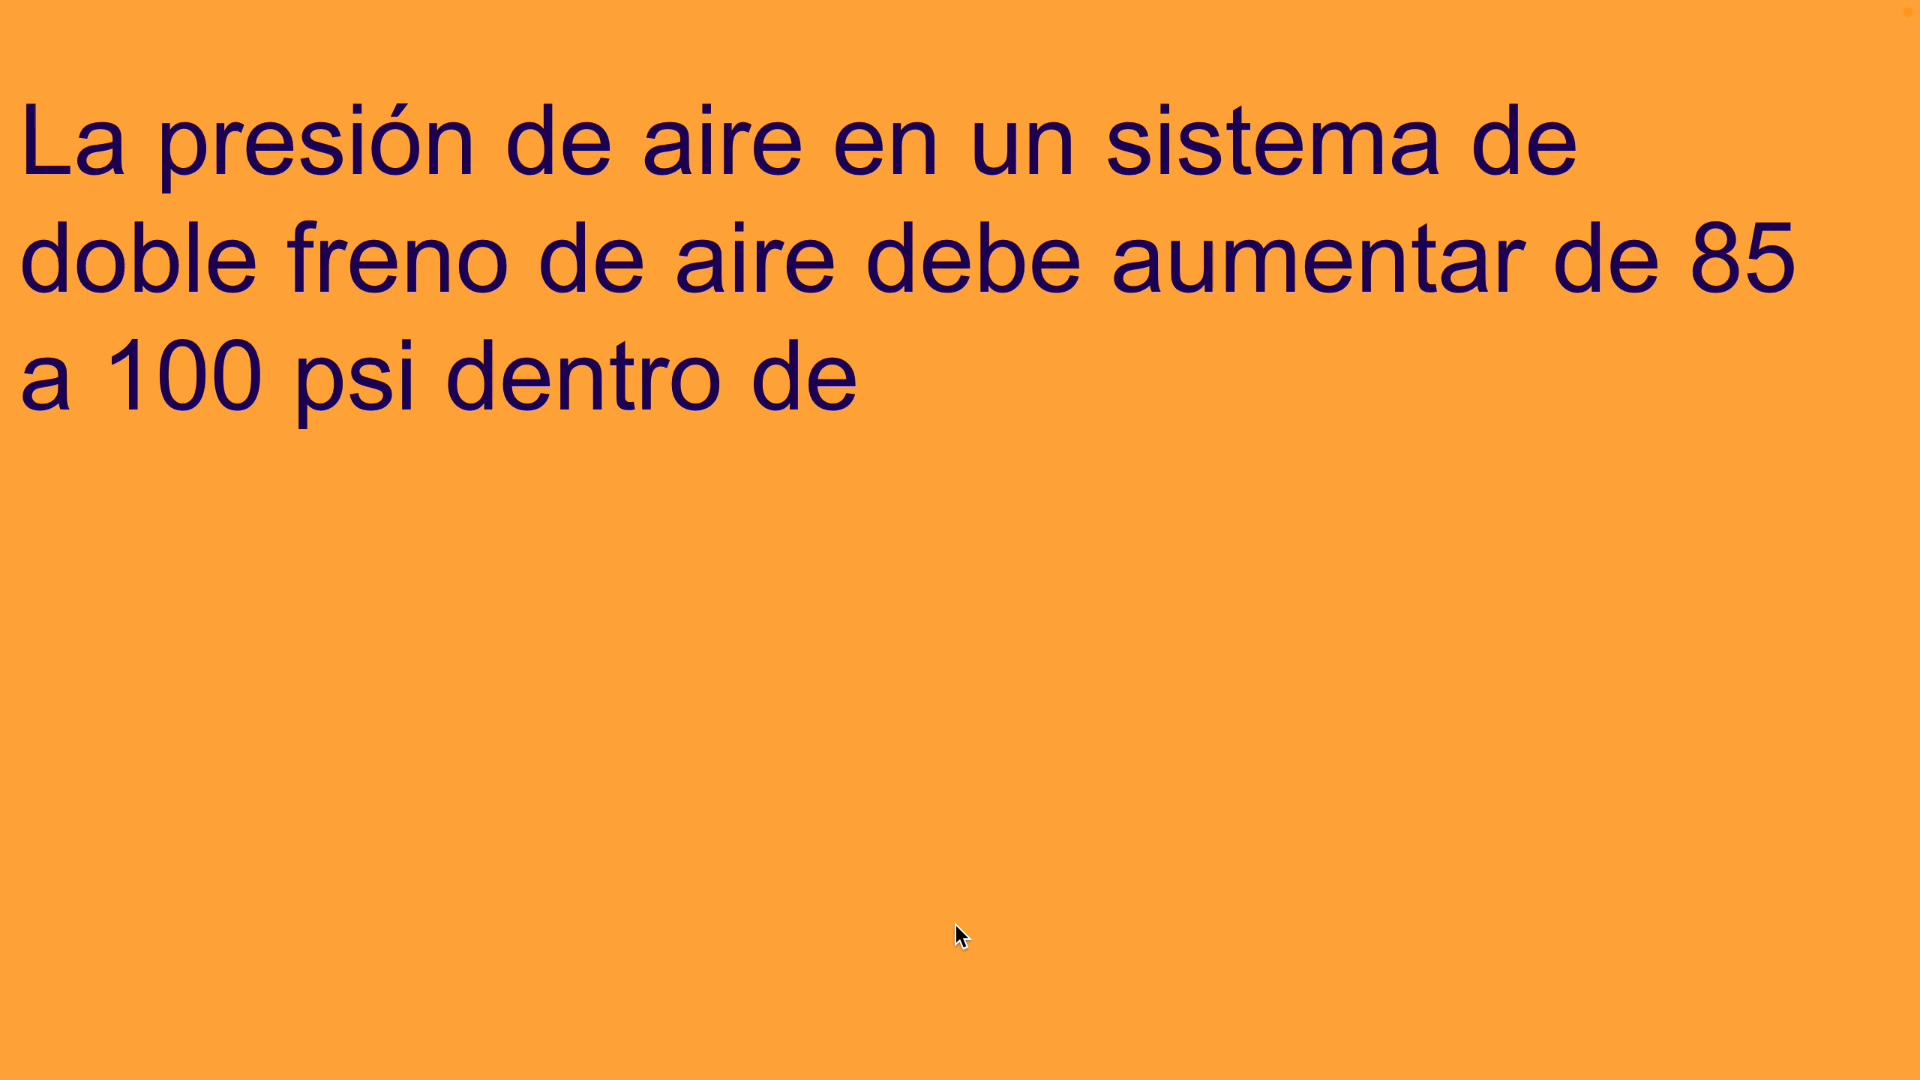 La presión de aire en un sistema de
doble freno de aire debe aumentar de 85
a 100 psi dentro de